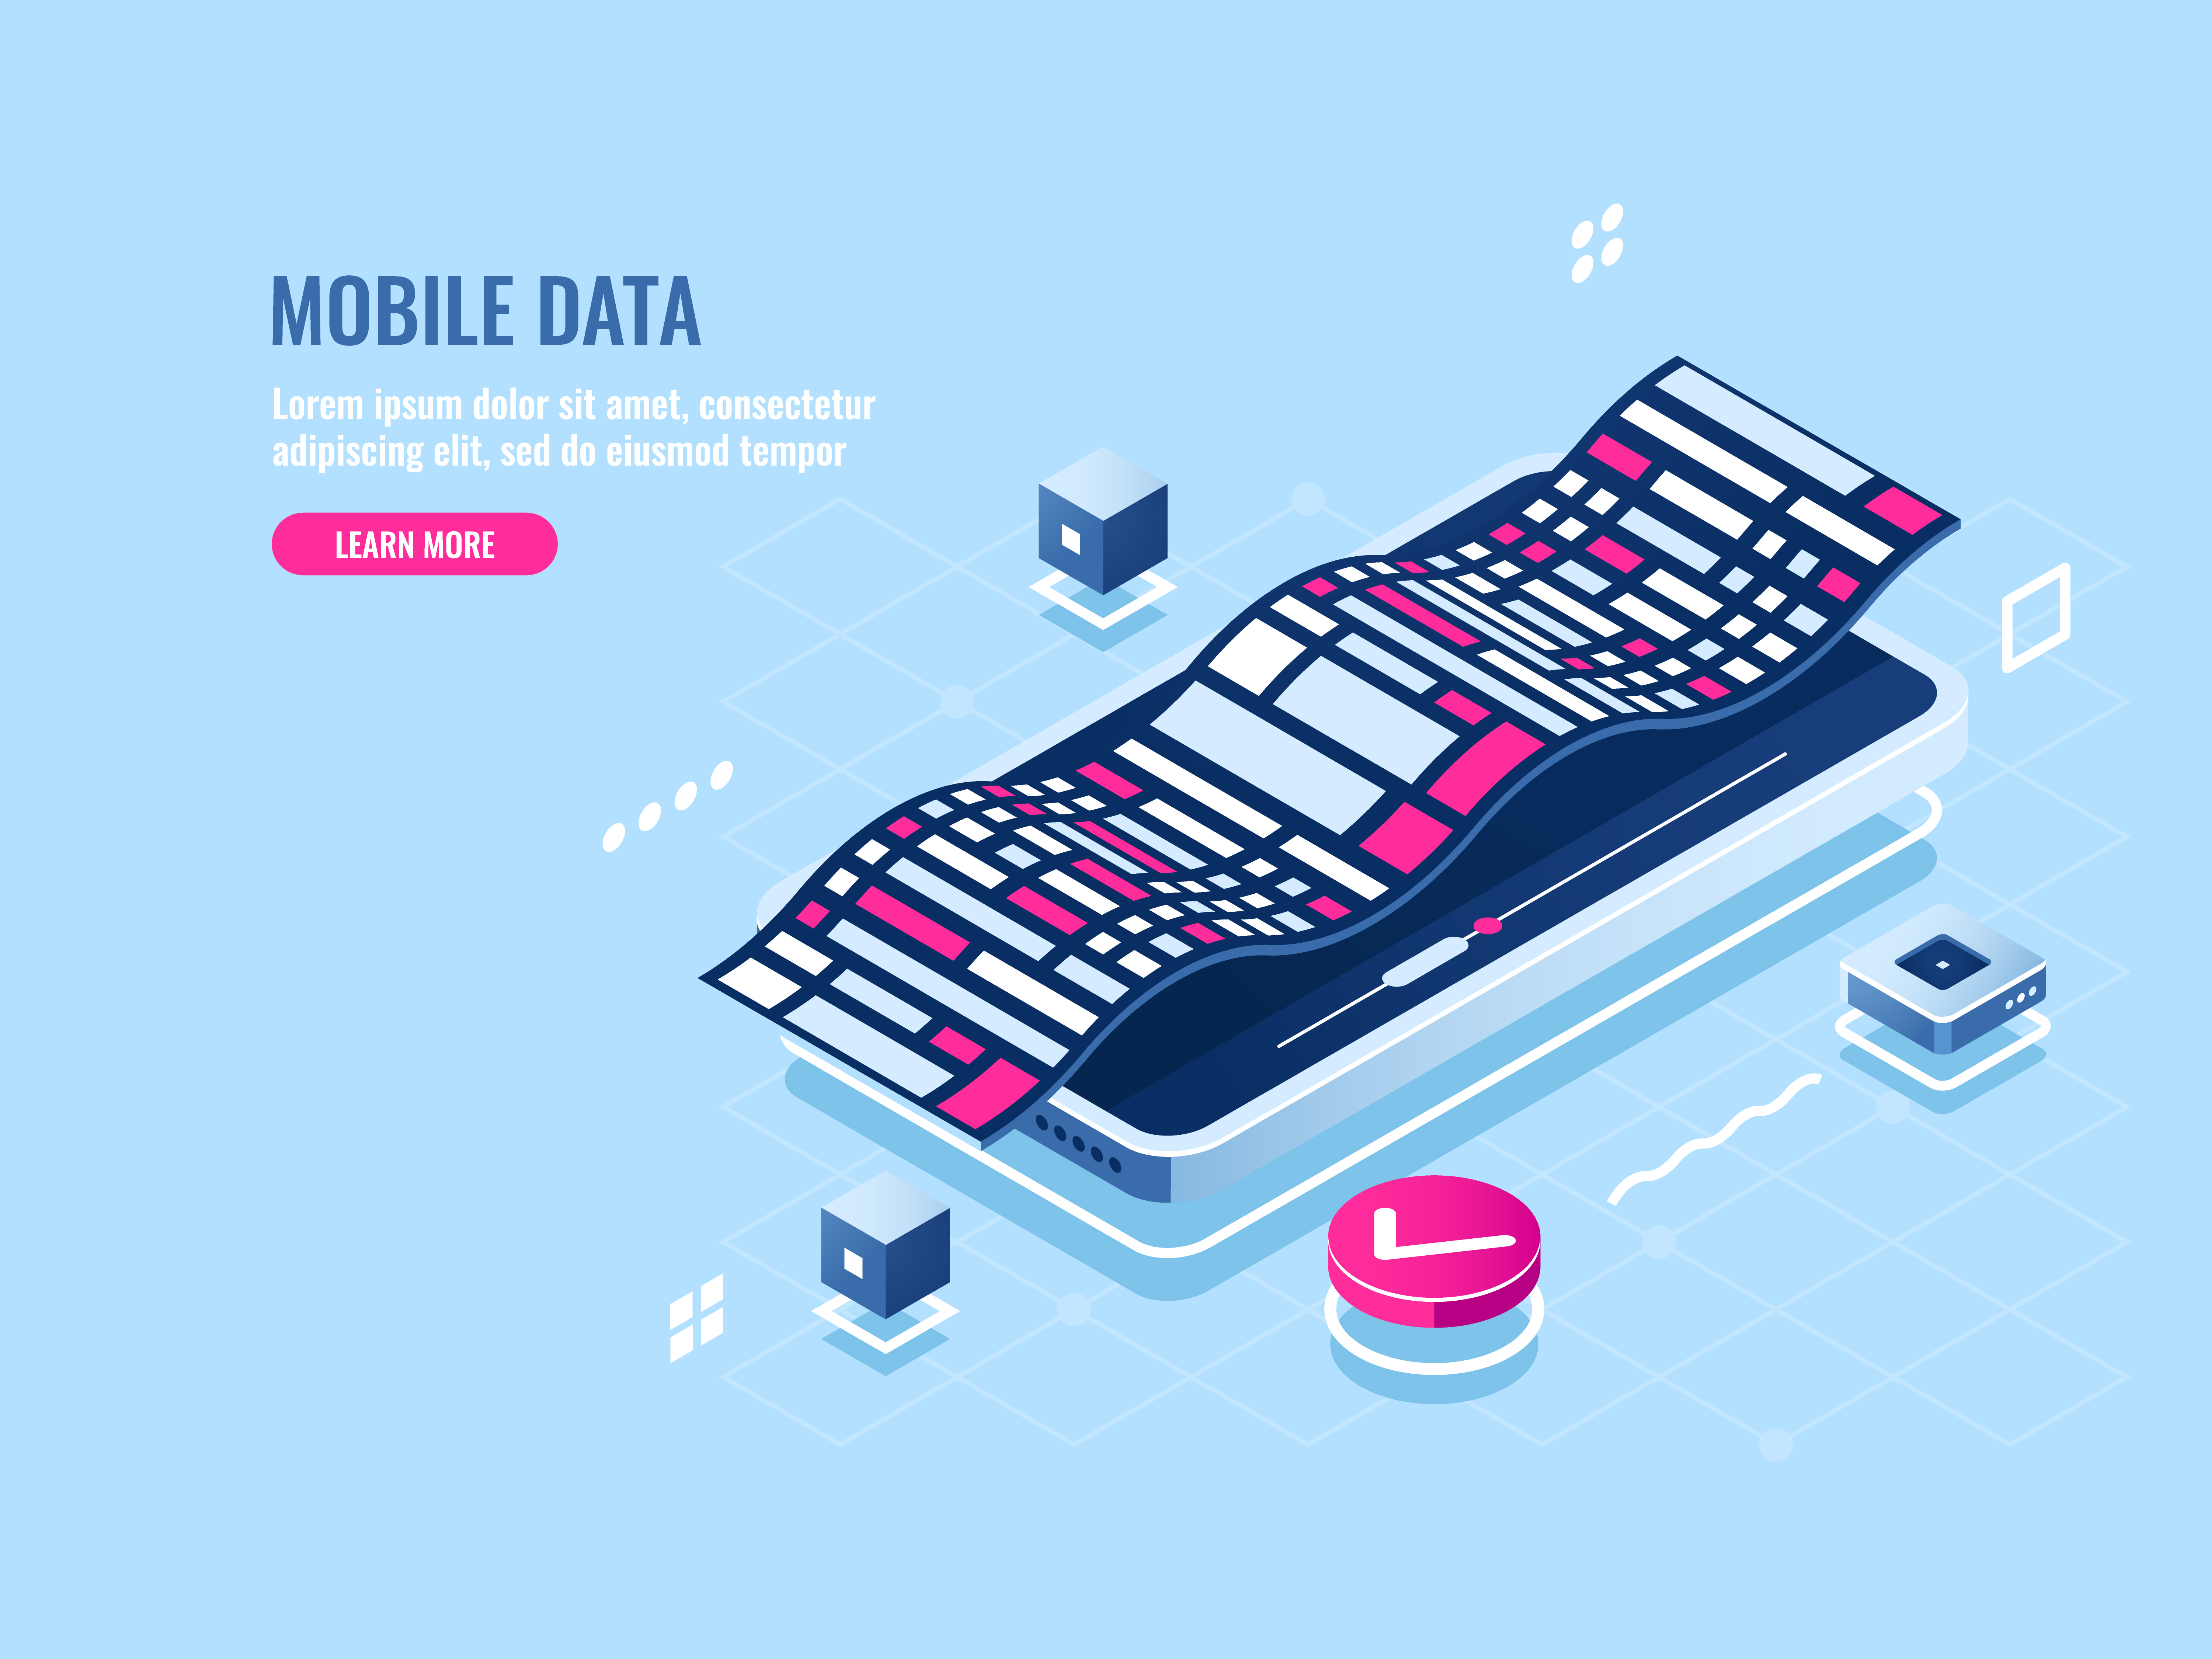 MOBILE DATA
Lorem ipsum dolor sit amet, consectetur
adipiscing elit, sed do eiusmod tempor
LEARN MORE